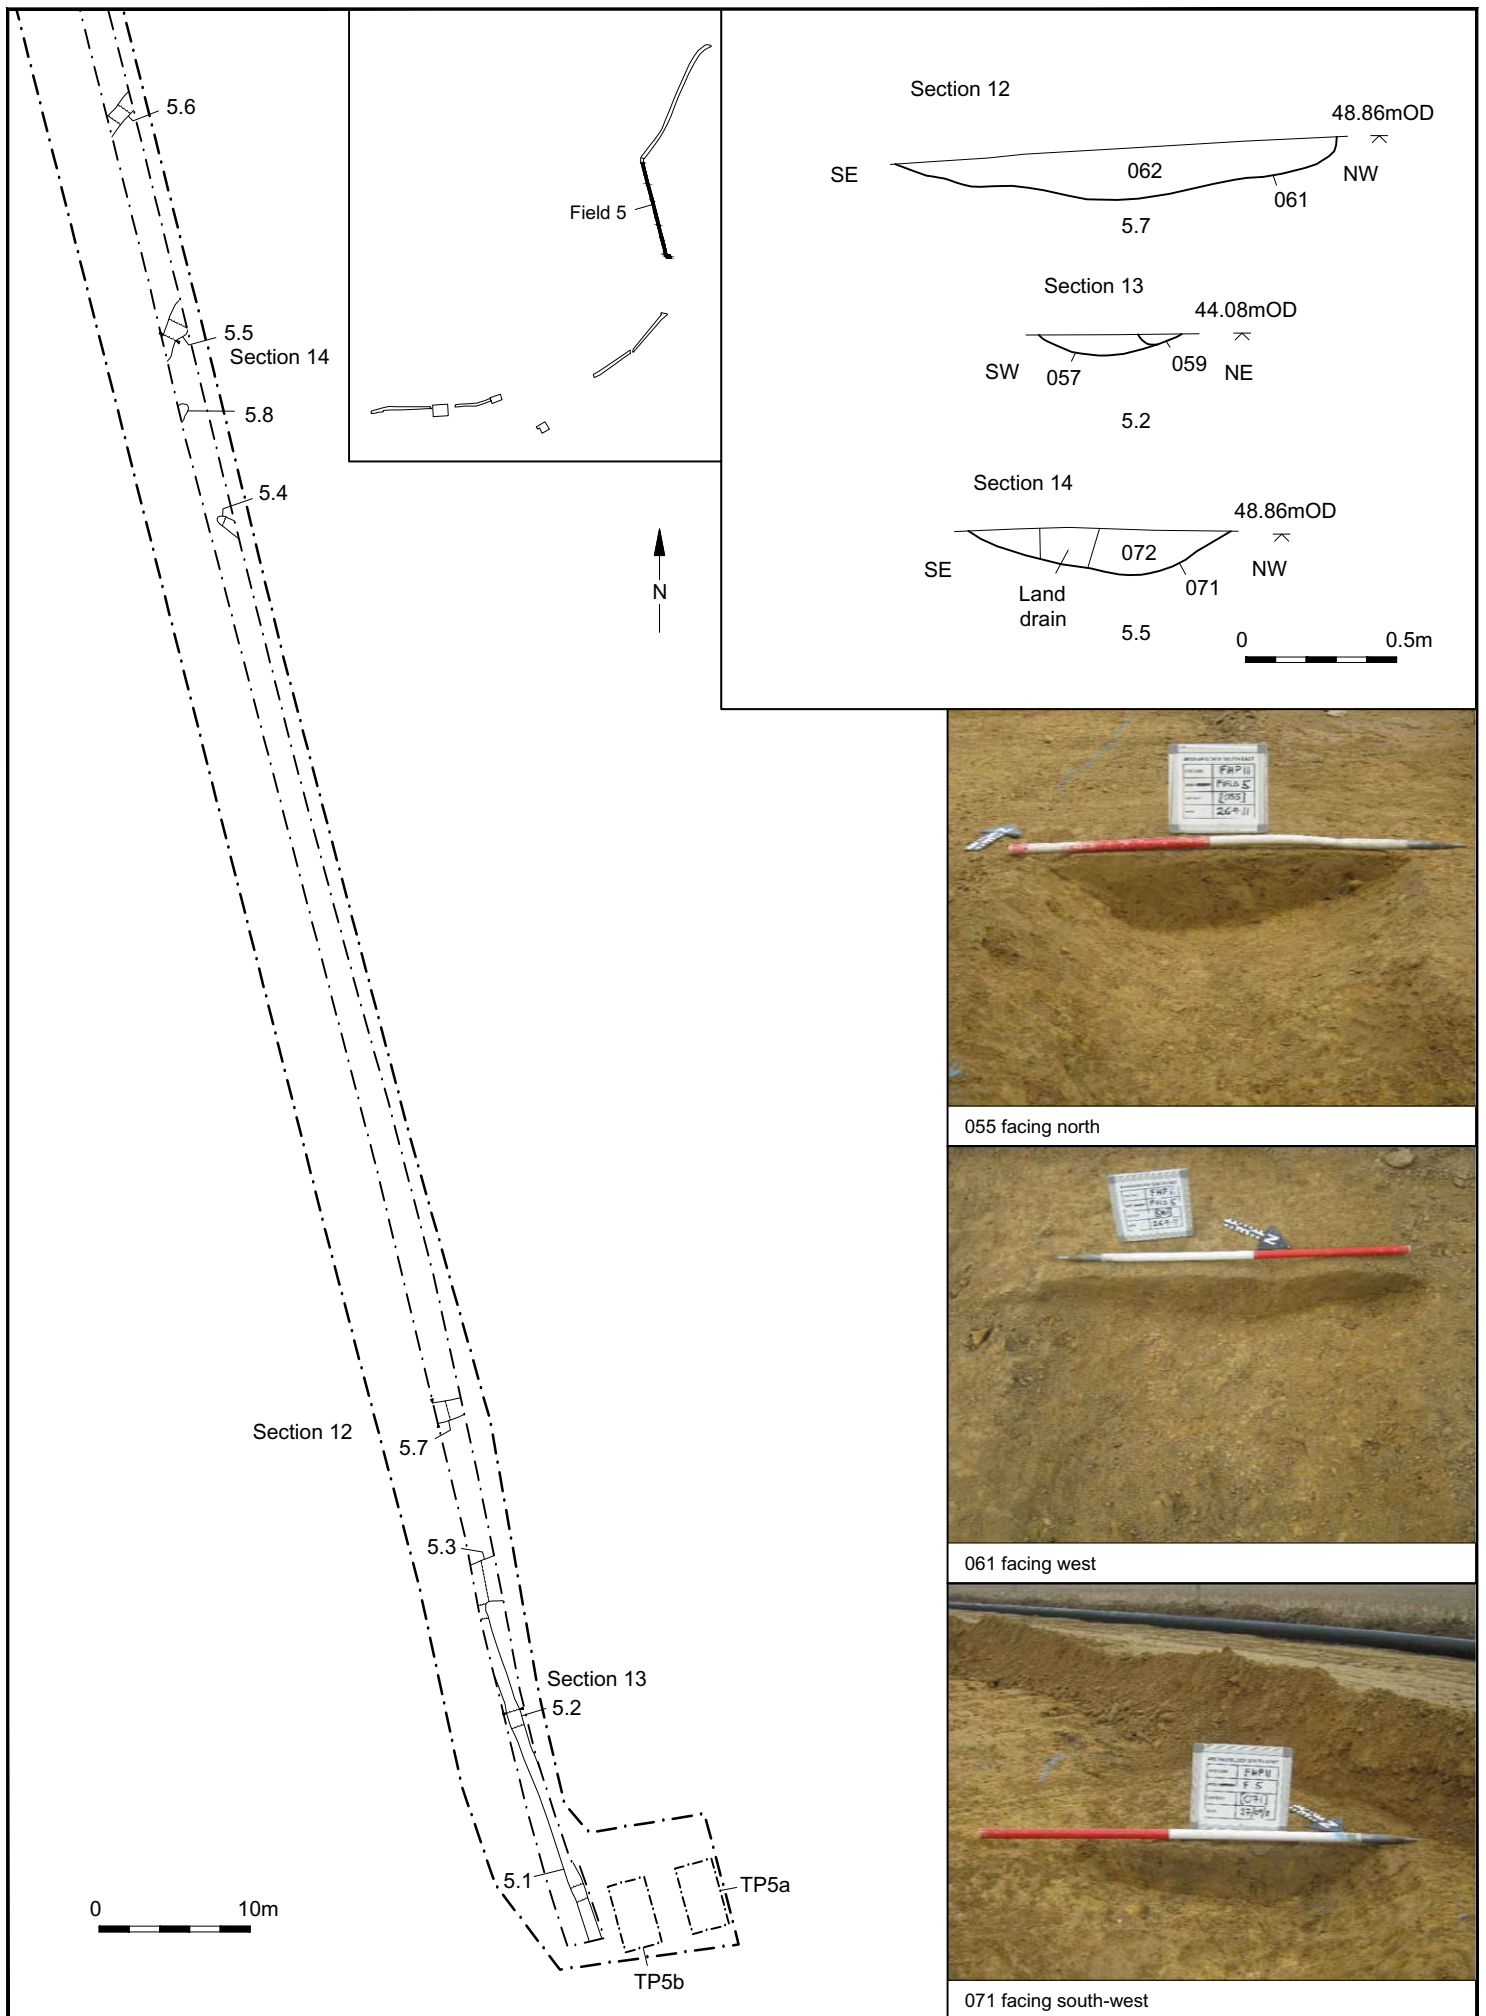 5.6
5.5
Section 14
5.8
5.4
Section 12
5.7
5.3
Section 13
5.2
5.1
TP5a
TP5b
0 10m
Field 5
N
Section 12
48.86mOD
SE
062
NW
061
5.7
Section 13
44.08mOD
SW
057
059
NE
5.2
Section 14
48.86mOD
SE
072
NW
071
Land
drain
5.5
0 0.5m
FHP11
FIELD 5
[055]
26.9.11
055 facing north
FIELD 5
061 facing west
N
FHP11
F 5
[071]
071 facing south-west